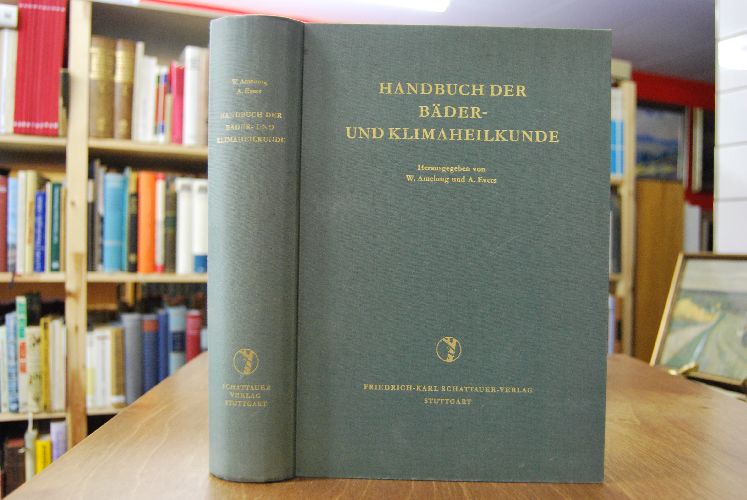 W. Amelung
A. Evers
HANDBUCH DER
BÄDER- UND
KLIMAHEILKUNDE
SCHATTAUER
VERLAG
STUTTGART
HANDBUCH DER
BÄDER-
UND KLIMAHEILKUNDE
Herausgegeben von
W. Amelung und A. Evers
FRIEDRICH-KARL SCHATTAUER-VERLAG
STUTTGART